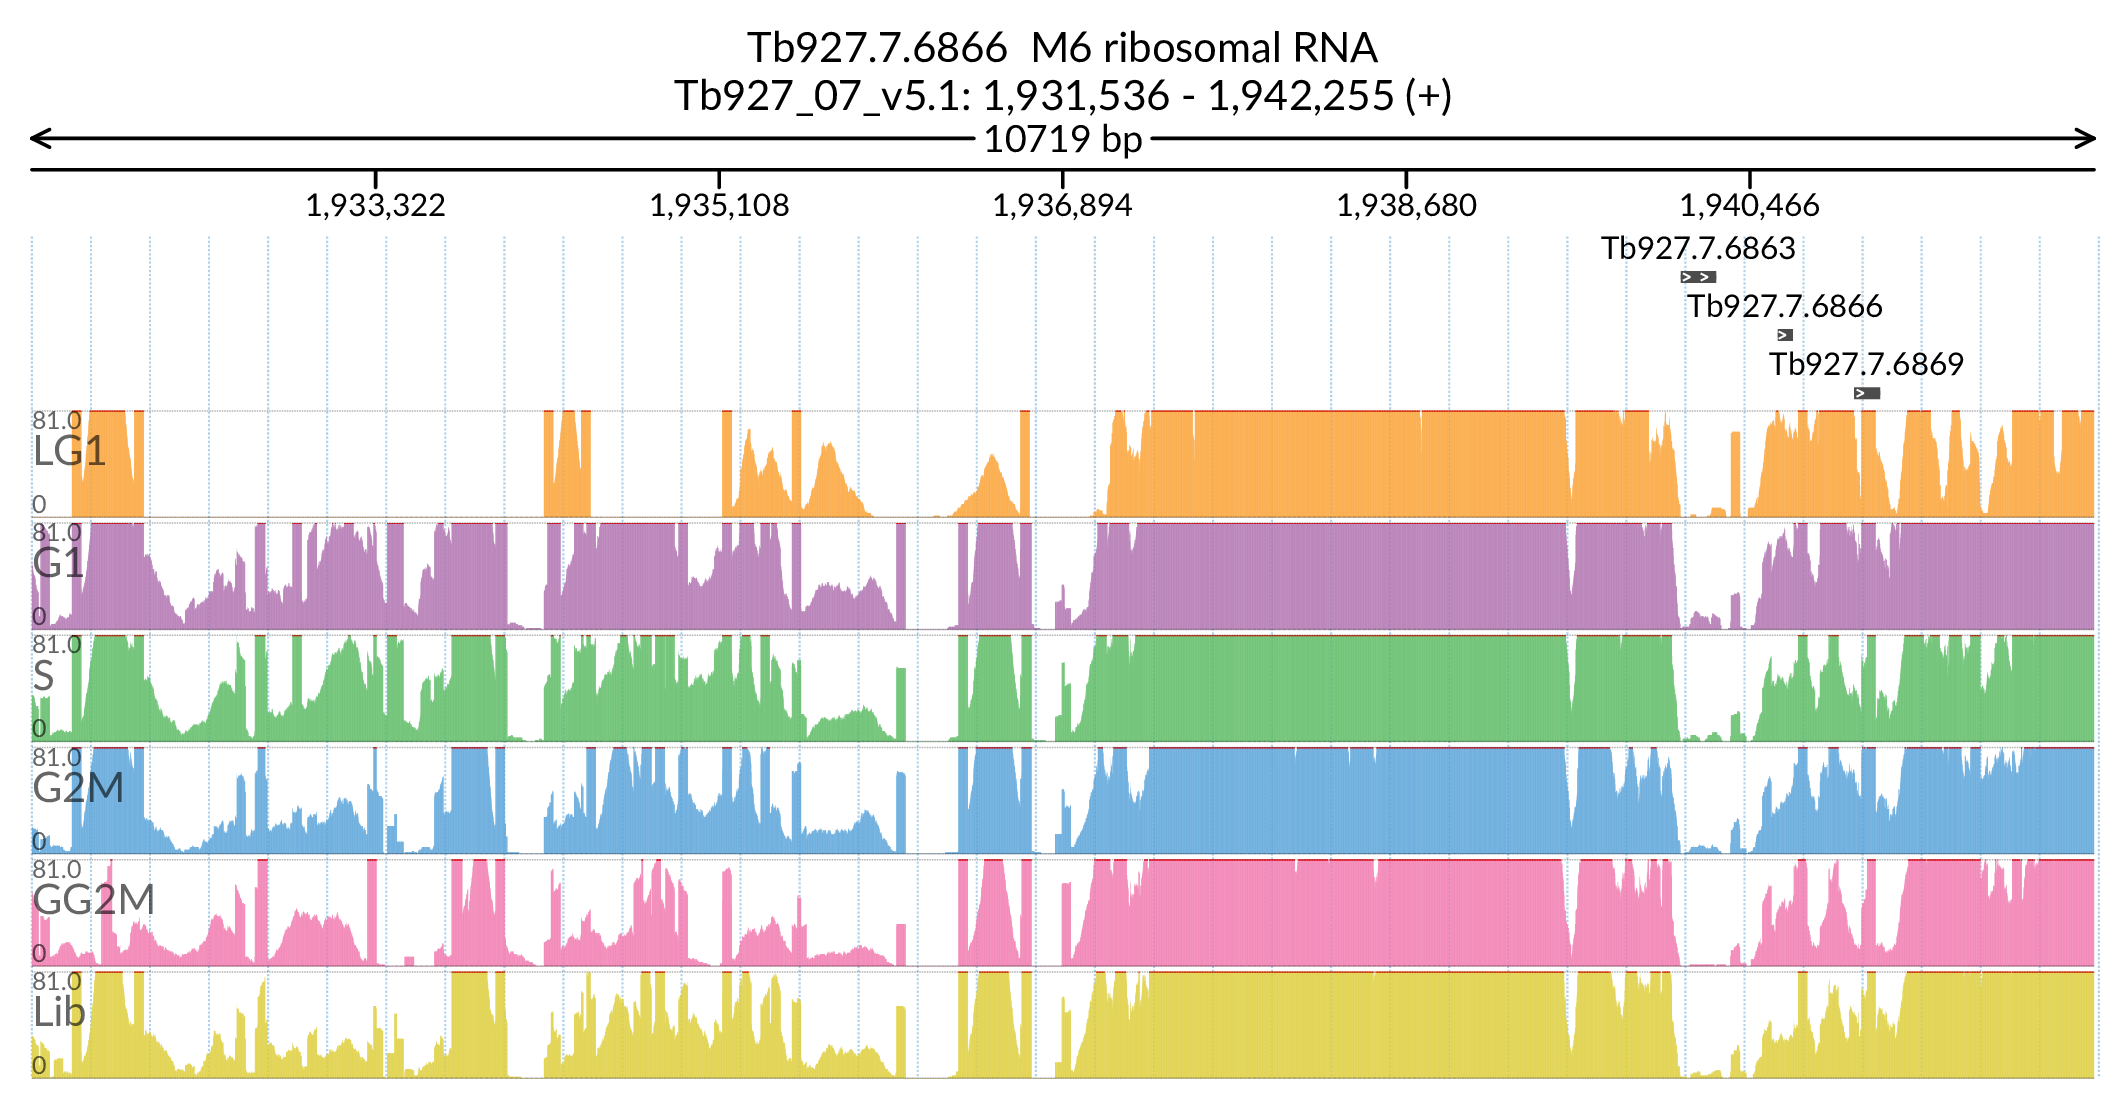 Tb927.7.6866  M6 ribosomal RNA
Tb927_07_v5.1: 1,931,536 - 1,942,255 (+)
10719 bp
1,933,322 1,935,108 1,936,894 1,938,680 1,940,466
Tb927.7.6863
Tb927.7.6866
Tb927.7.6869
81.0
LG1
0
81.0
G1
0
81.0
S
0
81.0
G2M
0
81.0
GG2M
0
81.0
Lib
0